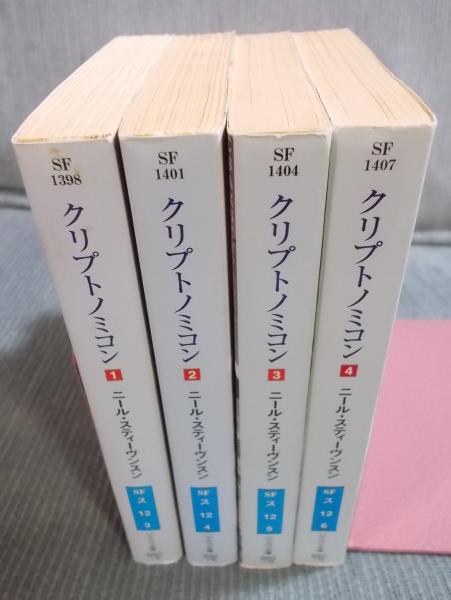 SF
1398
クリプトノミコン
1
ニール・スティーヴンスン
SF
ス
12
3
SF
1401
クリプトノミコン
2
ニール・スティーヴンスン
SF
ス
12
4
SF
1404
クリプトノミコン
3
ニール・スティーヴンスン
SF
ス
12
5
SF
1407
クリプトノミコン
4
ニール・スティーヴンスン
SF
ス
12
6